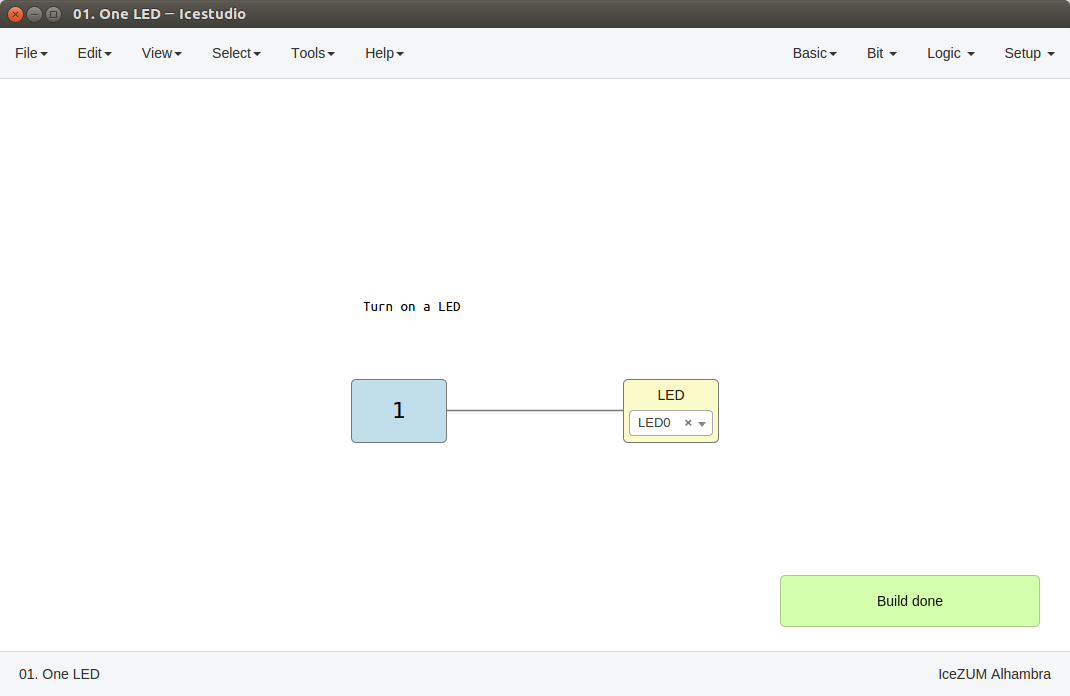 01. One LED – Icestudio
File Edit View Select Tools Help Basic Bit Logic Setup
Turn on a LED
1
LED
LED0
Build done
01. One LED IceZUM Alhambra